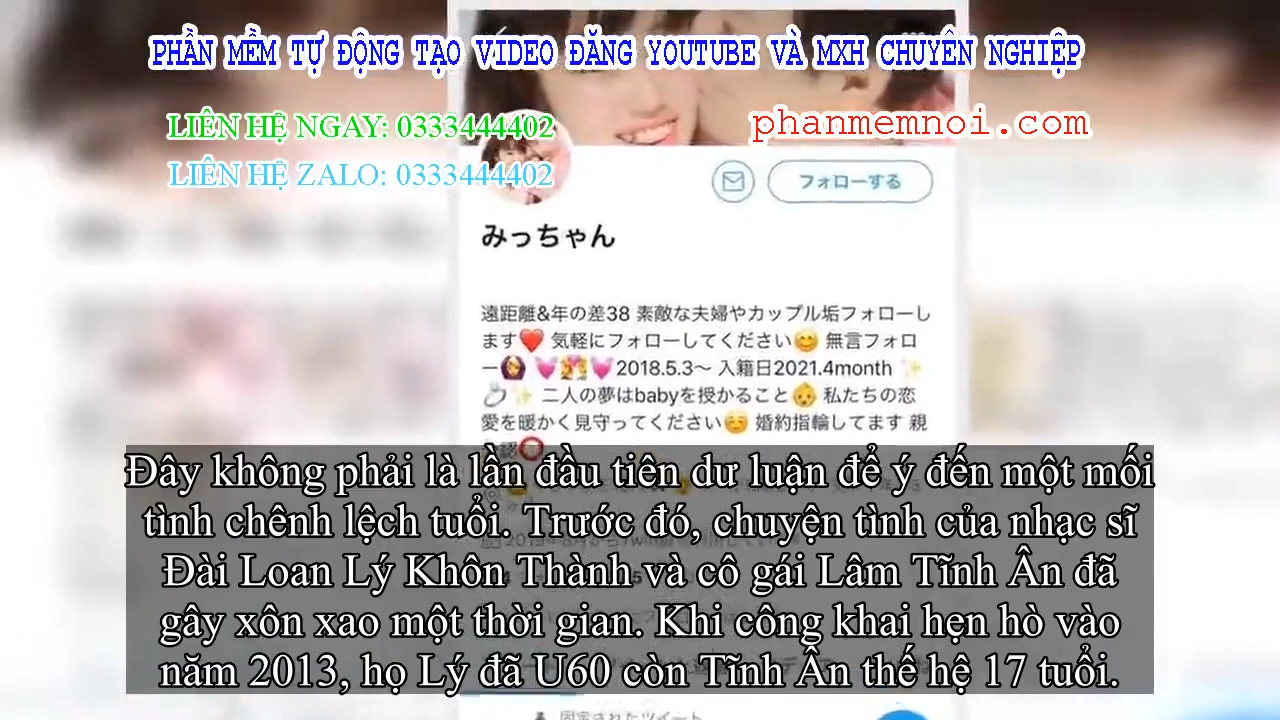 PHẦN MỀM TỰ ĐỘNG TẠO VIDEO ĐĂNG YOUTUBE VÀ MXH CHUYÊN NGHIỆP
LIÊN HỆ NGAY: 0333444402
phanmemnoi.com
LIÊN HỆ ZALO: 0333444402
フォローする
みっちゃん
遠距離&年の差38 素敵な夫婦やカップル垢フォローし
ます❤️ 気軽にフォローしてください😊 無言フォロ
ー🙆 💓💏💓2018.5.3〜 入籍日2021.4month ✨
💍✨ 二人の夢はbabyを授かること👶 私たちの恋
愛を暖かく見守ってください☺️ 婚約指輪してます 親
Đây không phải là lần đầu tiên dư luận để ý đến một mối
tình chênh lệch tuổi. Trước đó, chuyện tình của nhạc sĩ
Đài Loan Lý Khôn Thành và cô gái Lâm Tĩnh Ân đã
gây xôn xao một thời gian. Khi công khai hẹn hò vào
năm 2013, họ Lý đã U60 còn Tĩnh Ân thế hệ 17 tuổi.
固定されたツイート